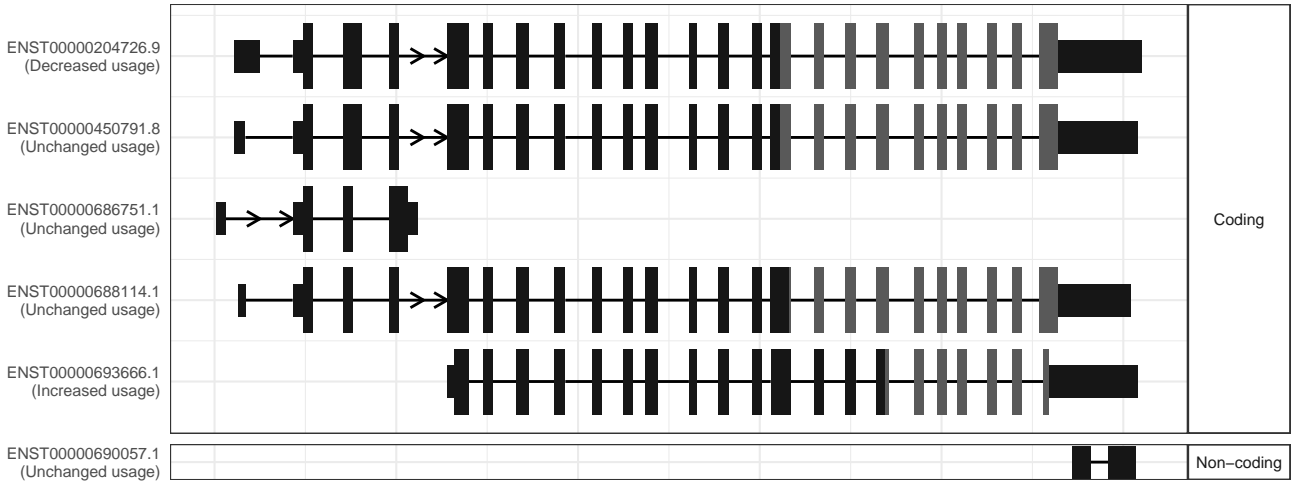 ENST00000204726.9
(Decreased usage)
ENST00000450791.8
(Unchanged usage)
ENST00000686751.1
(Unchanged usage)
Coding
ENST00000688114.1
(Unchanged usage)
ENST00000693666.1
(Increased usage)
ENST00000690057.1
(Unchanged usage)
Non−coding